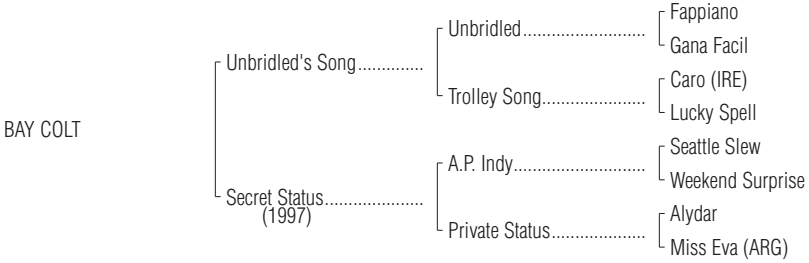 Fappiano
Unbridled..........................
Gana Facil
Unbridled's Song..............
Caro (IRE)
Trolley Song......................
Lucky Spell
BAY COLT
Seattle Slew
A.P. Indy............................
Weekend Surprise
Secret Status.....................
(1997)
Alydar
Private Status....................
Miss Eva (ARG)